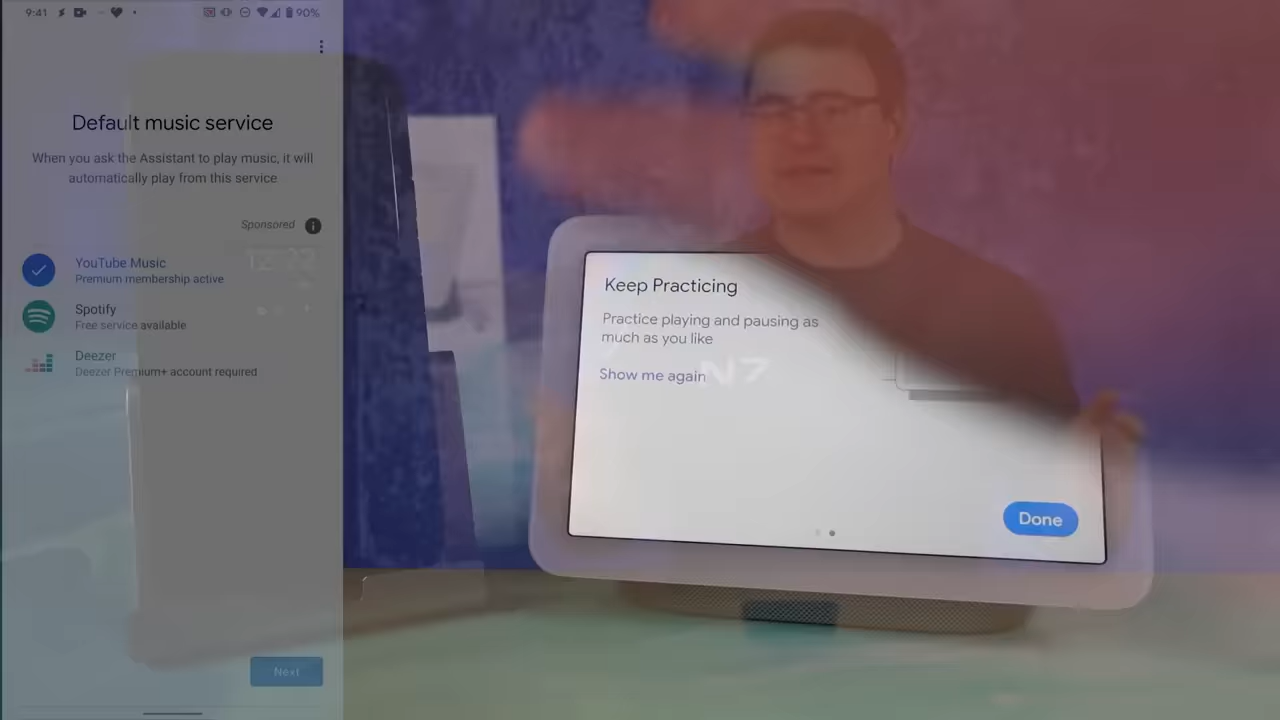 9:41
90%
Default music service
When you ask the Assistant to play music, it will
automatically play from this service
Sponsored
YouTube Music
Premium membership active
Spotify
Free service available
Deezer
Deezer Premium+ account required
Next
Keep Practicing
Practice playing and pausing as
much as you like
Show me again
N7
Done